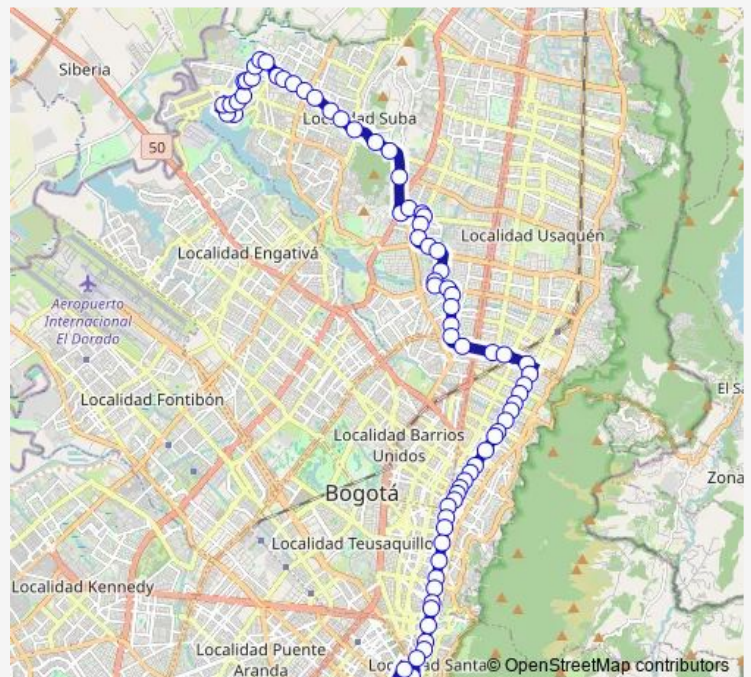 Siberia
Localidad Suba
50
Localidad Usaquén
Localidad Engativá
Aeropuerto
Internacional
El Dorado
Localidad Fontibón
Localidad Barrios
Unidos
Zona
Bogotá
Localidad Teusaquillo
Localidad Kennedy
Localidad Puente
Aranda
© OpenStreetMap contributors